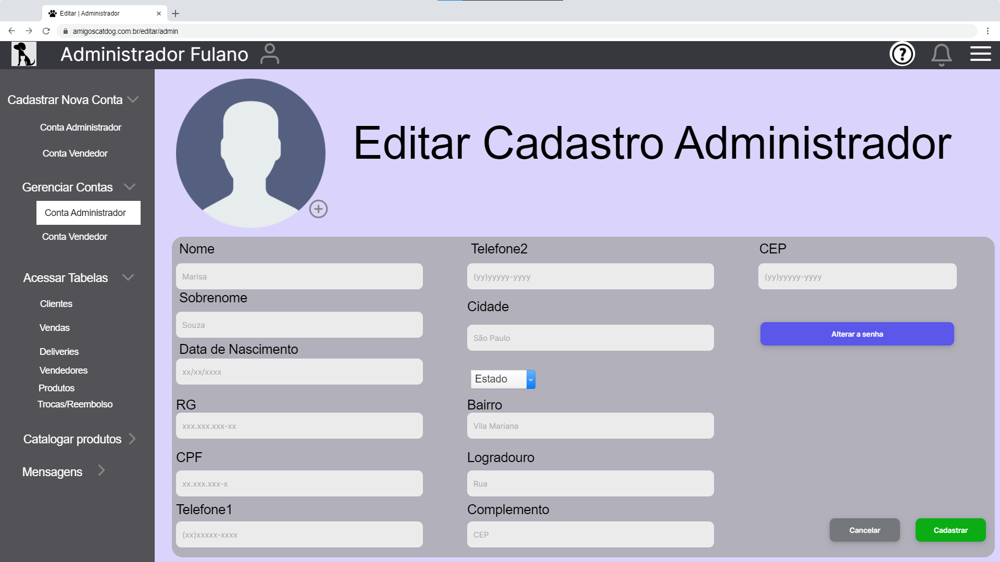 Editar | Administrador
amigoscatdog.com.br/editar/admin
Administrador Fulano
?
Cadastrar Nova Conta
Conta Administrador
Conta Vendedor
Gerenciar Contas
Conta Administrador
Conta Vendedor
Acessar Tabelas
Clientes
Vendas
Deliveries
Vendedores
Produtos
Trocas/Reembolso
Catalogar produtos
Mensagens
Editar Cadastro Administrador
Nome
Marisa
Sobrenome
Souza
Data de Nascimento
xx/xx/xxxx
RG
xxx.xxx.xxx-xx
CPF
xx.xxx.xxx-x
Telefone1
(xx)xxxxx-xxxx
Telefone2
(yy)yyyyy-yyyy
Cidade
São Paulo
Estado
Bairro
Vila Mariana
Logradouro
Rua
Complemento
CEP
CEP
(yy)yyyyy-yyyy
Alterar a senha
Cancelar
Cadastrar